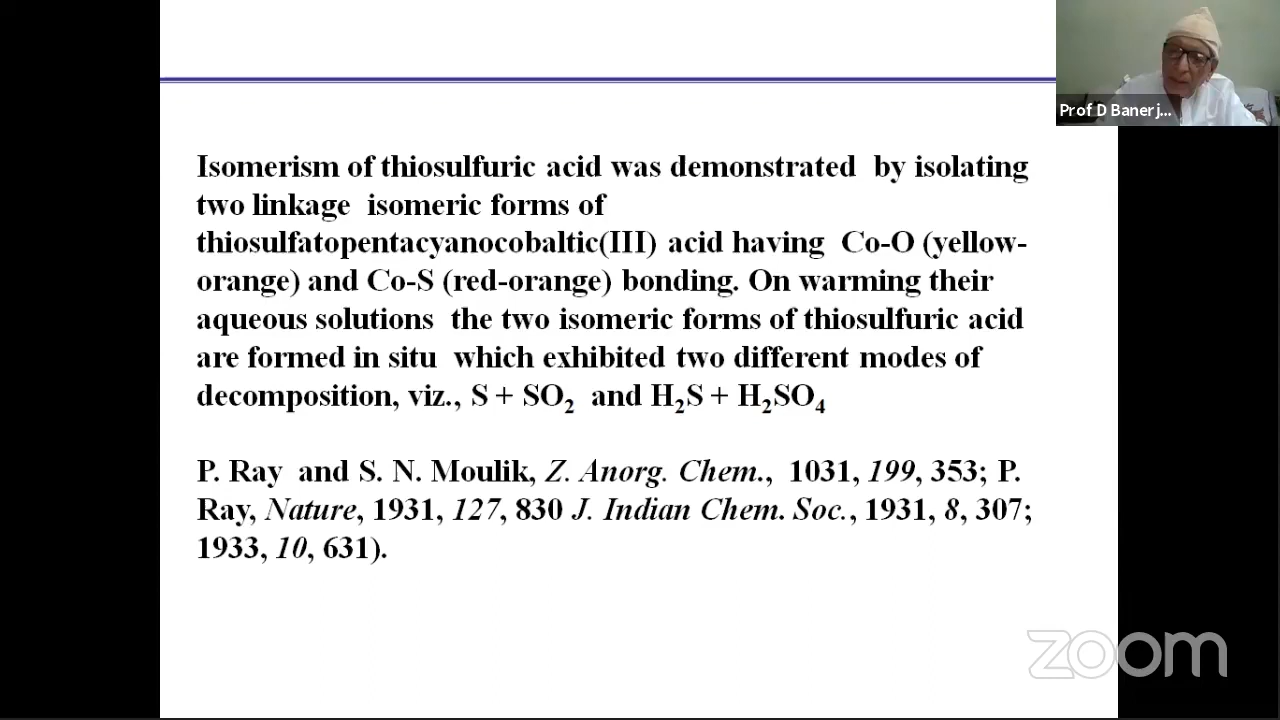 Prof D Banerj...
Isomerism of thiosulfuric acid was demonstrated by isolating
two linkage isomeric forms of
thiosulfatopentacyanocobaltic(III) acid having Co-O (yellow-
orange) and Co-S (red-orange) bonding. On warming their
aqueous solutions the two isomeric forms of thiosulfuric acid
are formed in situ which exhibited two different modes of
decomposition, viz., S + SO₂ and H₂S + H₂SO₄
P. Ray and S. N. Moulik, Z. Anorg. Chem., 1031, 199, 353; P.
Ray, Nature, 1931, 127, 830 J. Indian Chem. Soc., 1931, 8, 307;
1933, 10, 631).
zoom